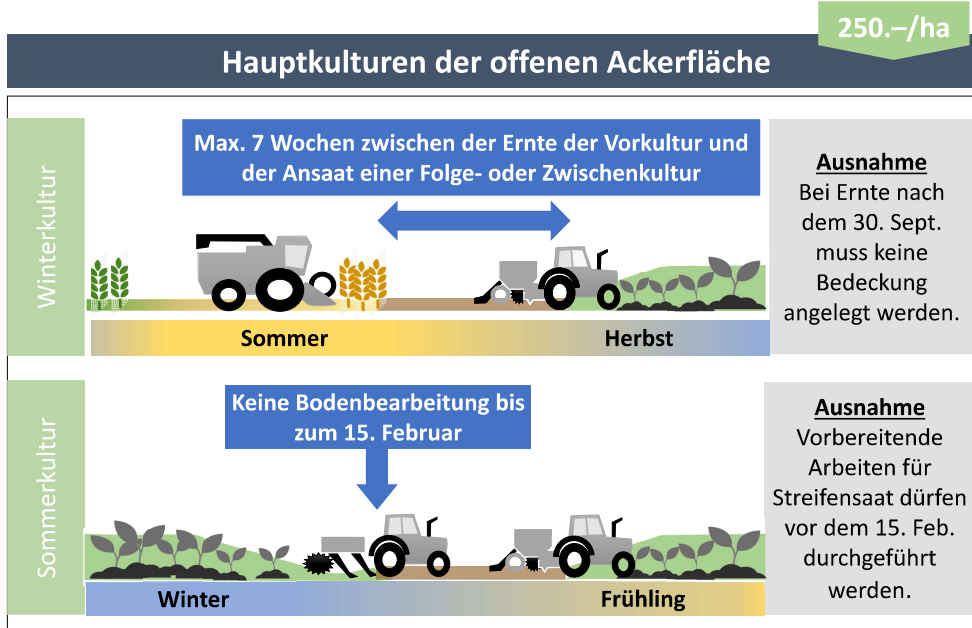 250.–/ha
Hauptkulturen der offenen Ackerfläche
Winterkultur
Max. 7 Wochen zwischen der Ernte der Vorkultur und
der Ansaat einer Folge- oder Zwischenkultur
Ausnahme
Bei Ernte nach
dem 30. Sept.
muss keine
Bedeckung
angelegt werden.
Sommer
Herbst
Sommerkultur
Keine Bodenbearbeitung bis
zum 15. Februar
Ausnahme
Vorbereitende
Arbeiten für
Streifensaat dürfen
vor dem 15. Feb.
durchgeführt
werden.
Winter
Frühling